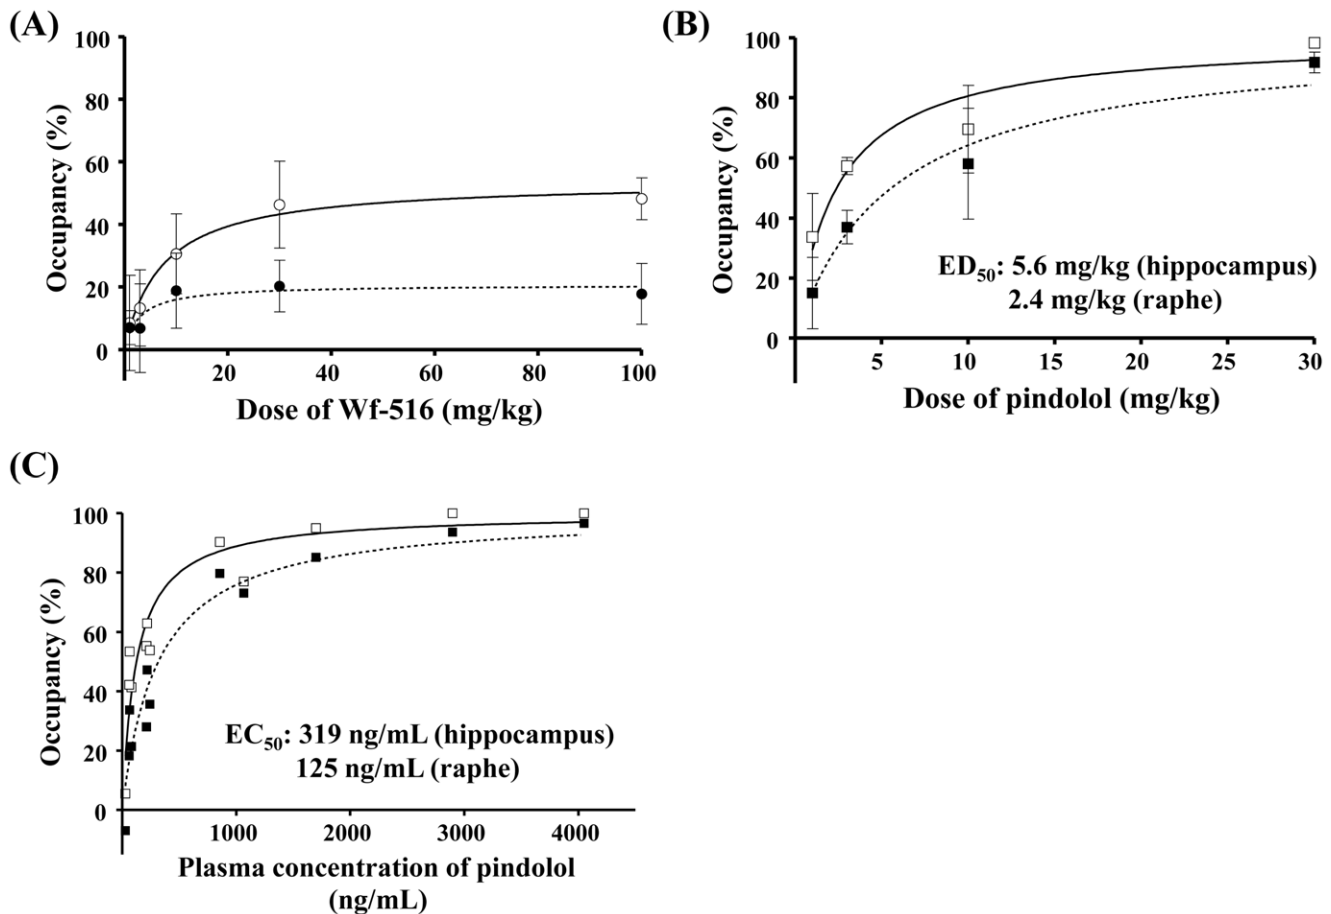 (A)
100
80
60
40
20
0
Occupancy (%)
20
40
60
80
100
Dose of Wf-516 (mg/kg)
(B)
100
80
60
40
20
0
Occupancy (%)
ED50: 5.6 mg/kg (hippocampus)
2.4 mg/kg (raphe)
5
10
15
20
25
30
Dose of pindolol (mg/kg)
(C)
100
80
60
40
20
0
Occupancy (%)
EC50: 319 ng/mL (hippocampus)
125 ng/mL (raphe)
1000
2000
3000
4000
Plasma concentration of pindolol
(ng/mL)